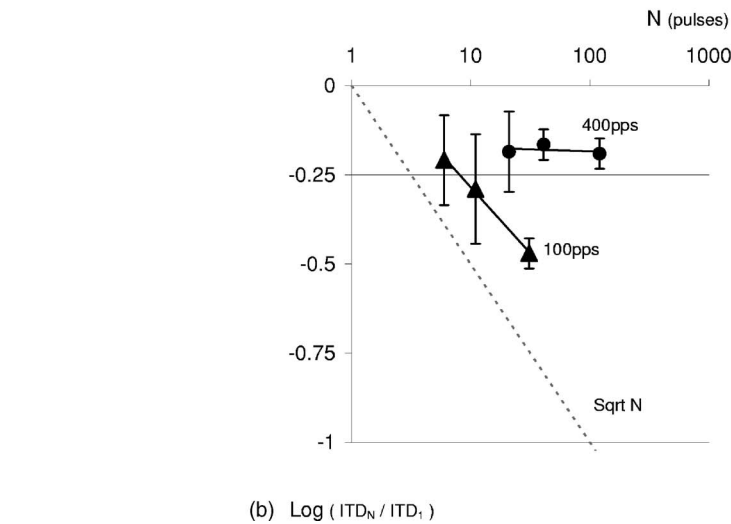 N (pulses)
1 10 100 1000
0
400pps
-0.25
100pps
-0.5
-0.75
Sqrt N
-1
(b) Log ( ITDN / ITD1 )